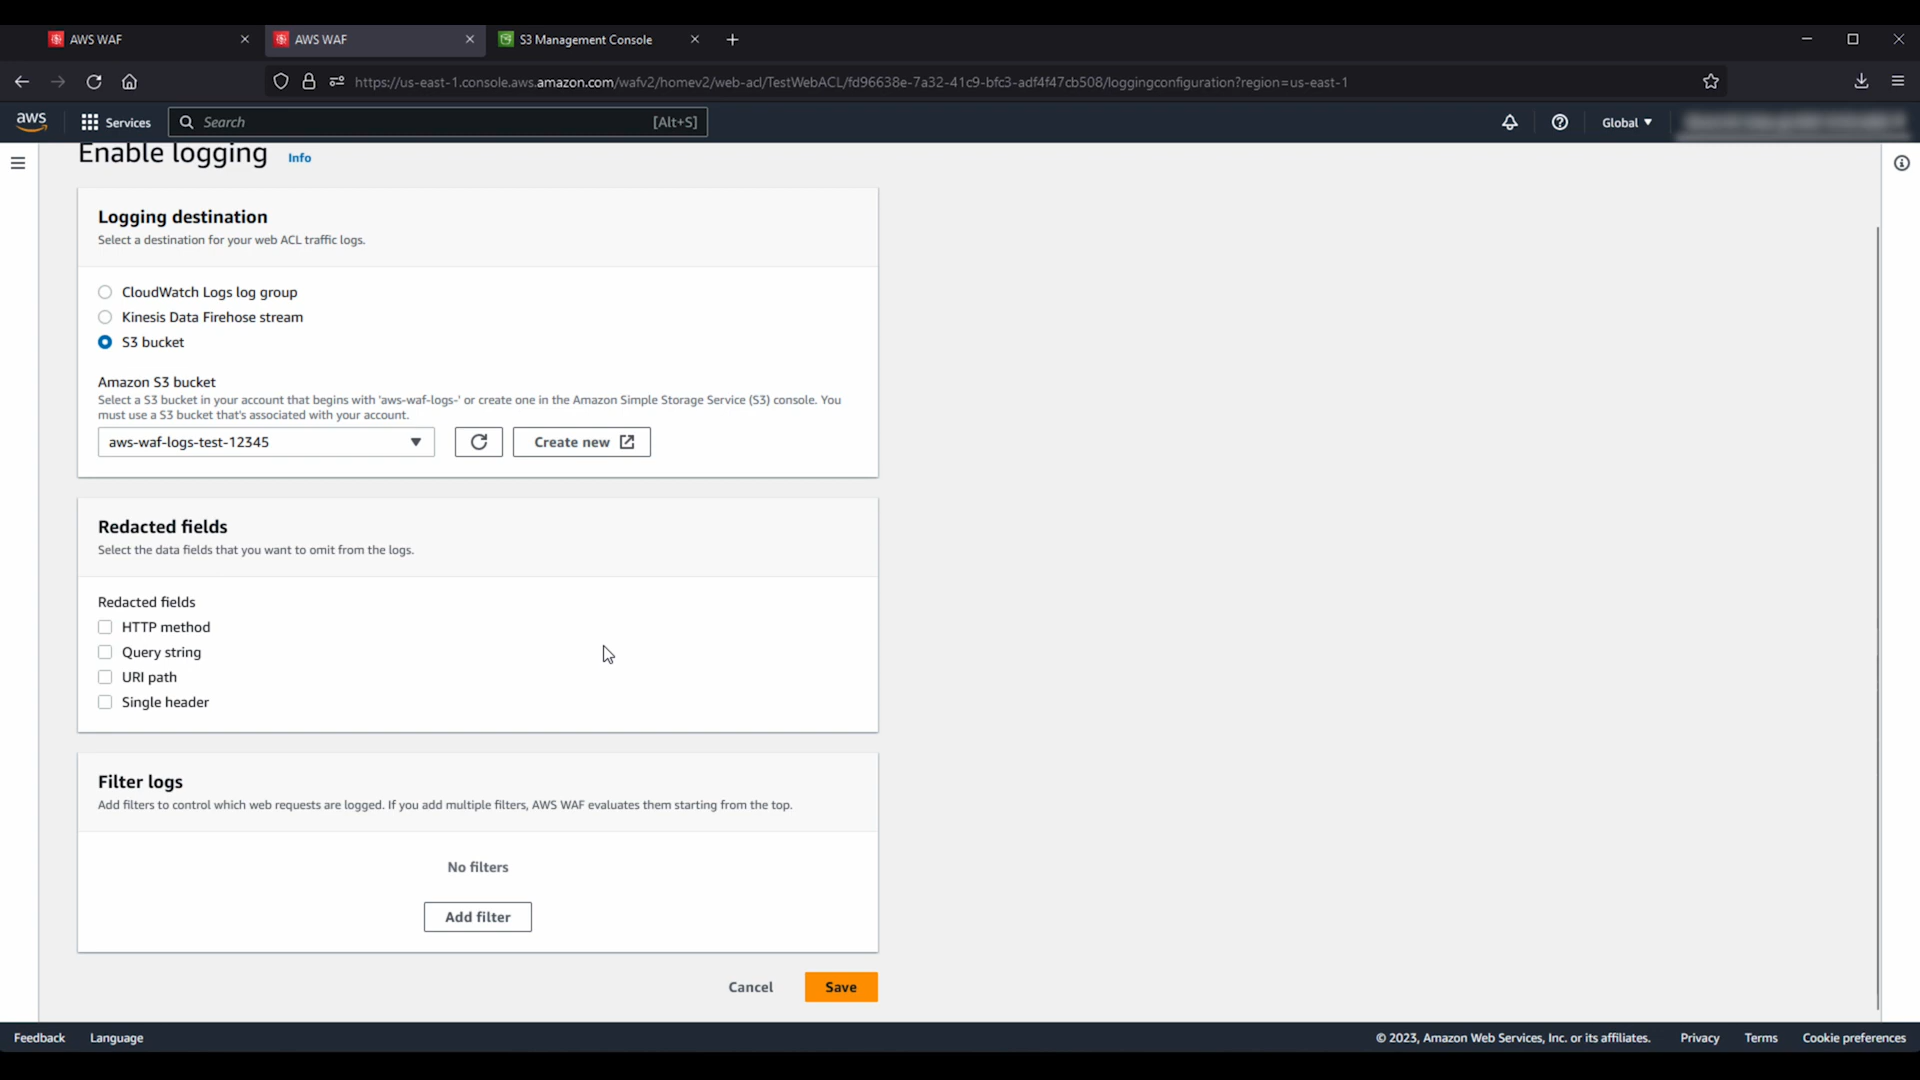 AWS WAF
AWS WAF
S3 Management Console
https://us-east-1.console.aws.amazon.com/wafv2/homev2/web-acl/TestWebACL/fd96638e-7a32-41c9-bfc3-adf4f47cb508/loggingconfiguration?region=us-east-1
aws
Services
Search
[Alt+S]
Global
Enable logging
Info
Logging destination
Select a destination for your web ACL traffic logs.
CloudWatch Logs log group
Kinesis Data Firehose stream
S3 bucket
Amazon S3 bucket
Select a S3 bucket in your account that begins with 'aws-waf-logs-' or create one in the Amazon Simple Storage Service (S3) console. You
must use a S3 bucket that's associated with your account.
aws-waf-logs-test-12345
Create new
Redacted fields
Select the data fields that you want to omit from the logs.
Redacted fields
HTTP method
Query string
URI path
Single header
Filter logs
Add filters to control which web requests are logged. If you add multiple filters, AWS WAF evaluates them starting from the top.
No filters
Add filter
Cancel
Save
Feedback
Language
© 2023, Amazon Web Services, Inc. or its affiliates.
Privacy
Terms
Cookie preferences